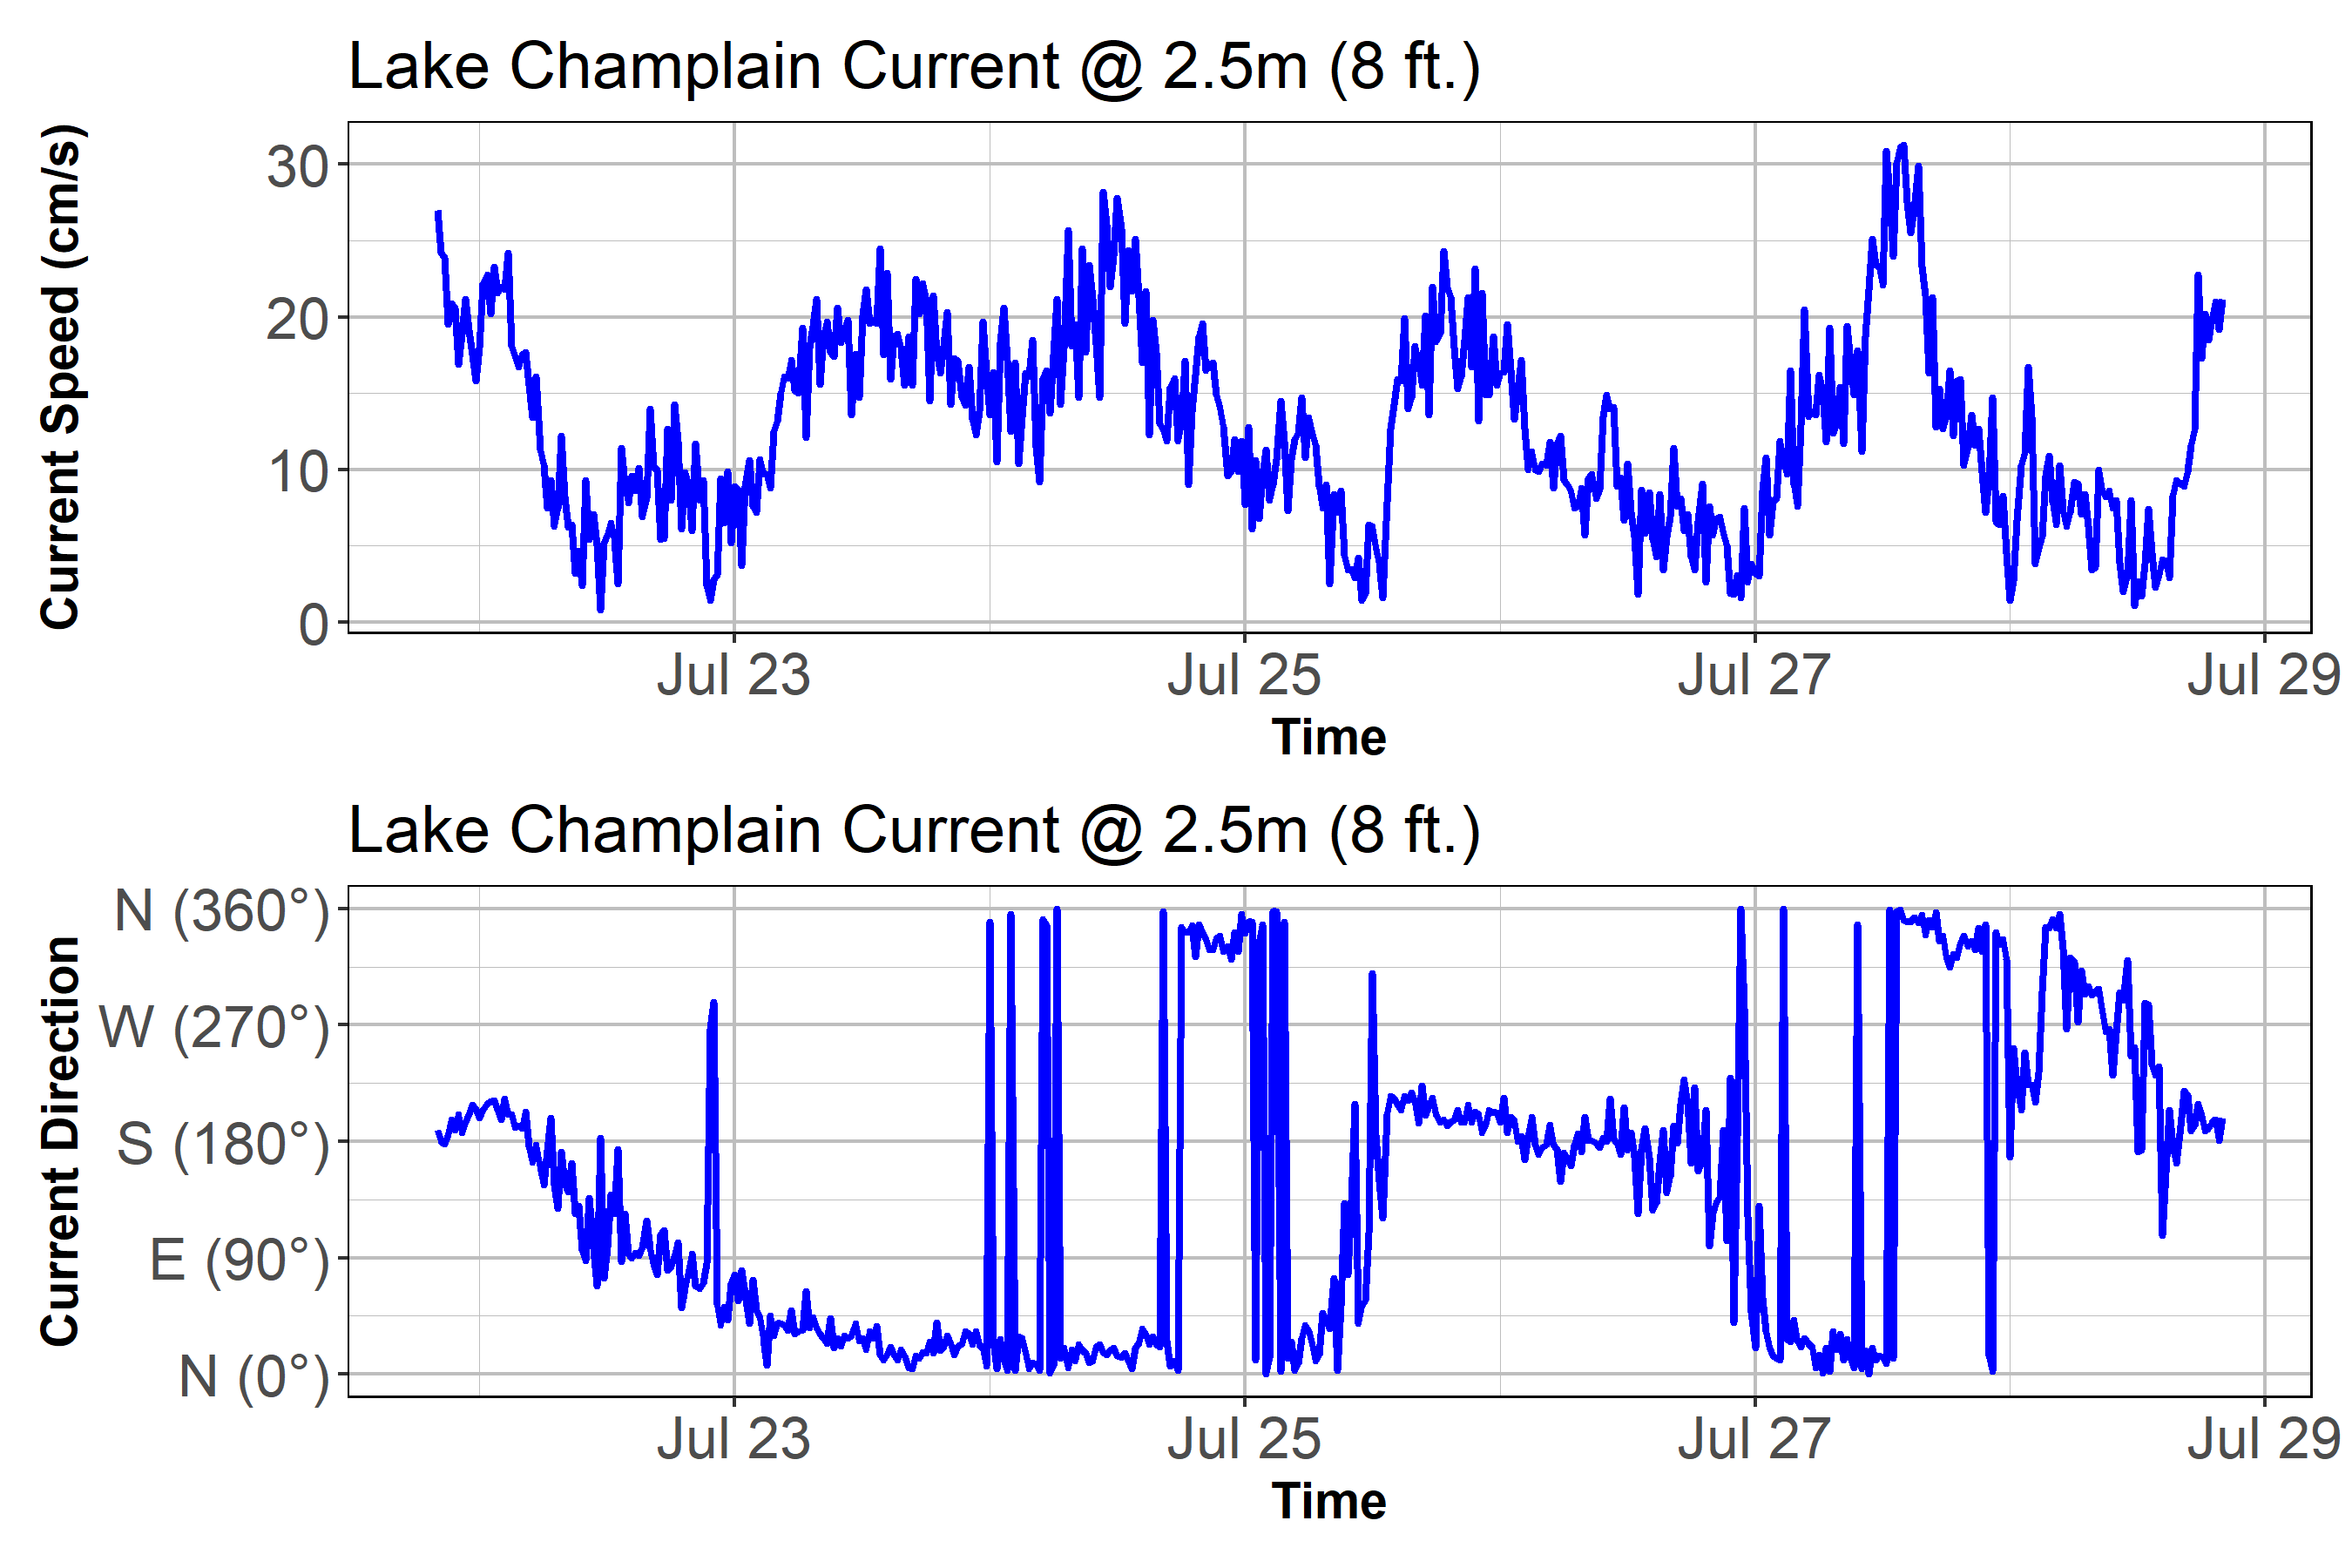 Lake Champlain Current @ 2.5m (8 ft.)
Current Speed (cm/s)
30
20
10
0
Jul 23 Jul 25 Jul 27 Jul 29
Time
Lake Champlain Current @ 2.5m (8 ft.)
Current Direction
N (360°)
W (270°)
S (180°)
E (90°)
N (0°)
Jul 23 Jul 25 Jul 27 Jul 29
Time